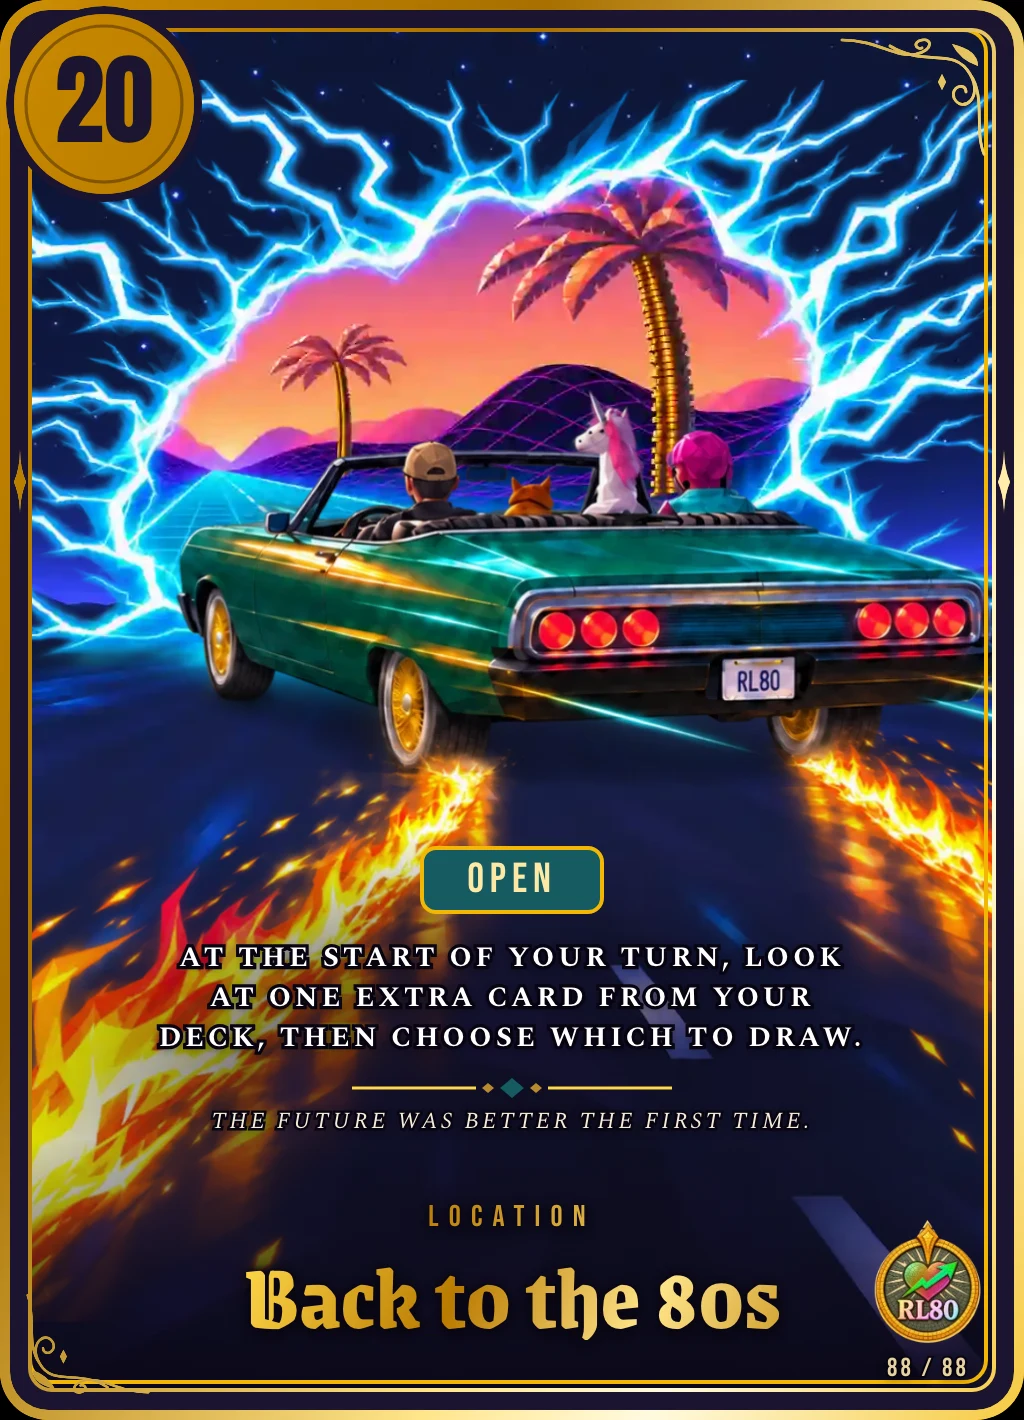 20
RL80
OPEN
AT THE START OF YOUR TURN, LOOK
AT ONE EXTRA CARD FROM YOUR
DECK, THEN CHOOSE WHICH TO DRAW.
THE FUTURE WAS BETTER THE FIRST TIME.
LOCATION
Back to the 80s
RL80
88 / 88